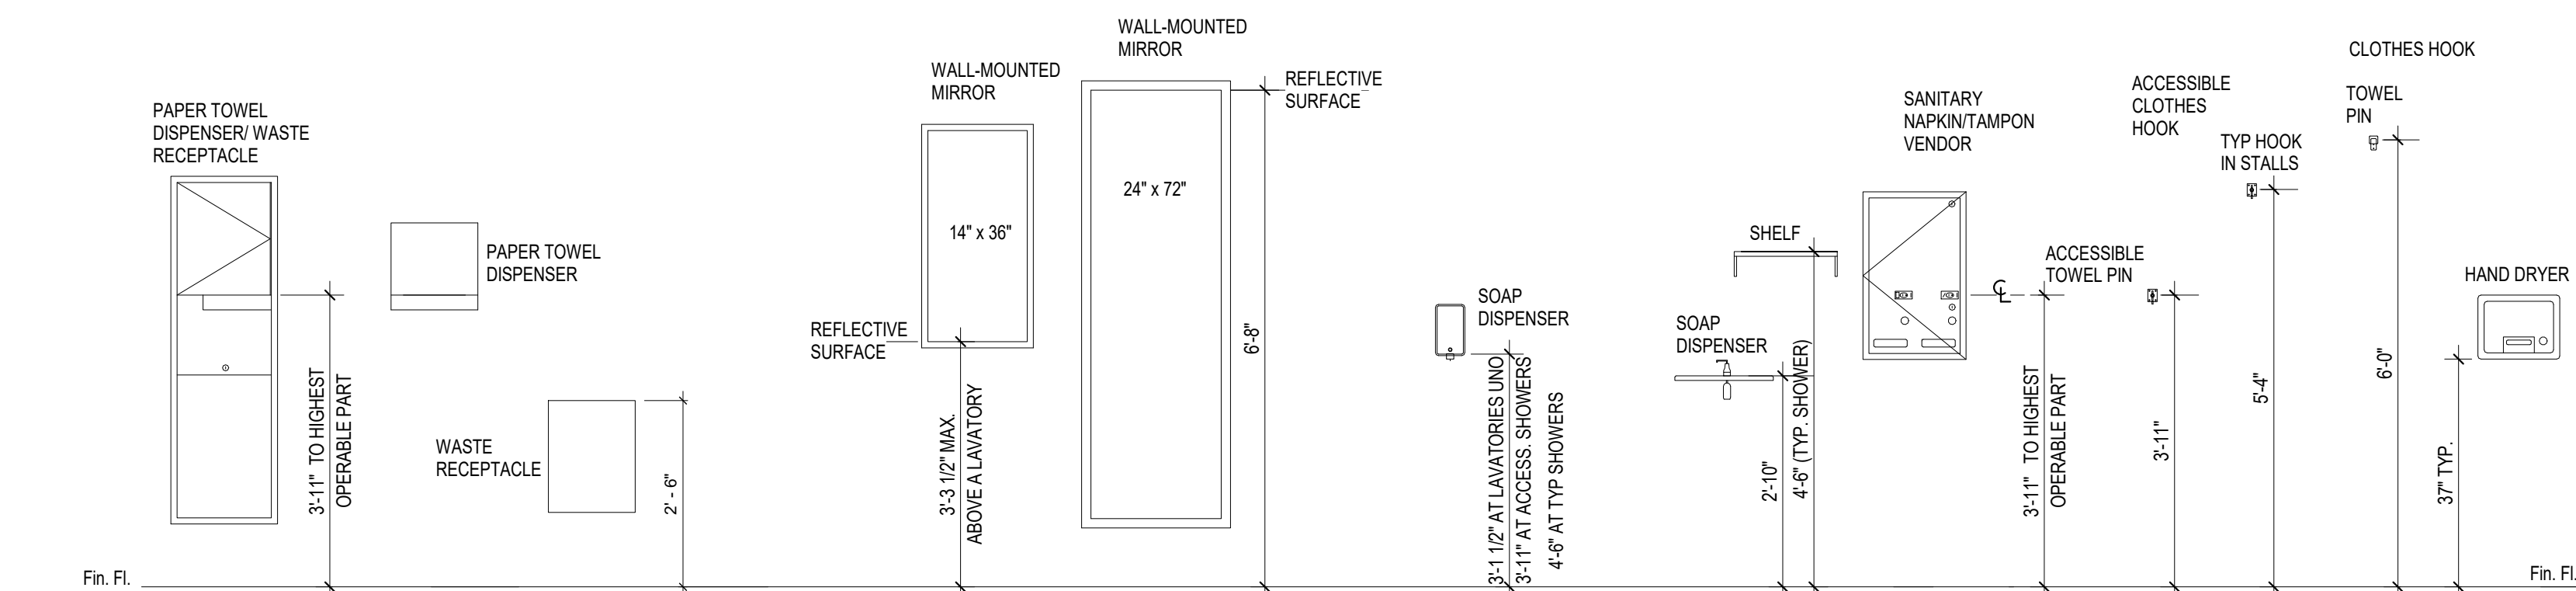 PAPER TOWEL
DISPENSER/ WASTE
RECEPTACLE
3'-11" TO HIGHEST
OPERABLE PART
PAPER TOWEL
DISPENSER
WASTE
RECEPTACLE
2' - 6"
REFLECTIVE
SURFACE
WALL-MOUNTED
MIRROR
14" x 36"
3'-3 1/2" MAX.
ABOVE A LAVATORY
WALL-MOUNTED
MIRROR
24" x 72"
REFLECTIVE
SURFACE
6'-8"
SOAP
DISPENSER
3'-1 1/2" AT LAVATORIES UNO
3'-11" AT ACCESS. SHOWERS
4'-6" AT TYP SHOWERS
SOAP
DISPENSER
2'-10"
SHELF
4'-6" (TYP. SHOWER)
SANITARY
NAPKIN/TAMPON
VENDOR
CL
3'-11" TO HIGHEST
OPERABLE PART
ACCESSIBLE
TOWEL PIN
ACCESSIBLE
CLOTHES
HOOK
3'-11"
TYP HOOK
IN STALLS
5'-4"
CLOTHES HOOK
TOWEL
PIN
6'-0"
HAND DRYER
37" TYP.
Fin. Fl.
Fin. Fl.